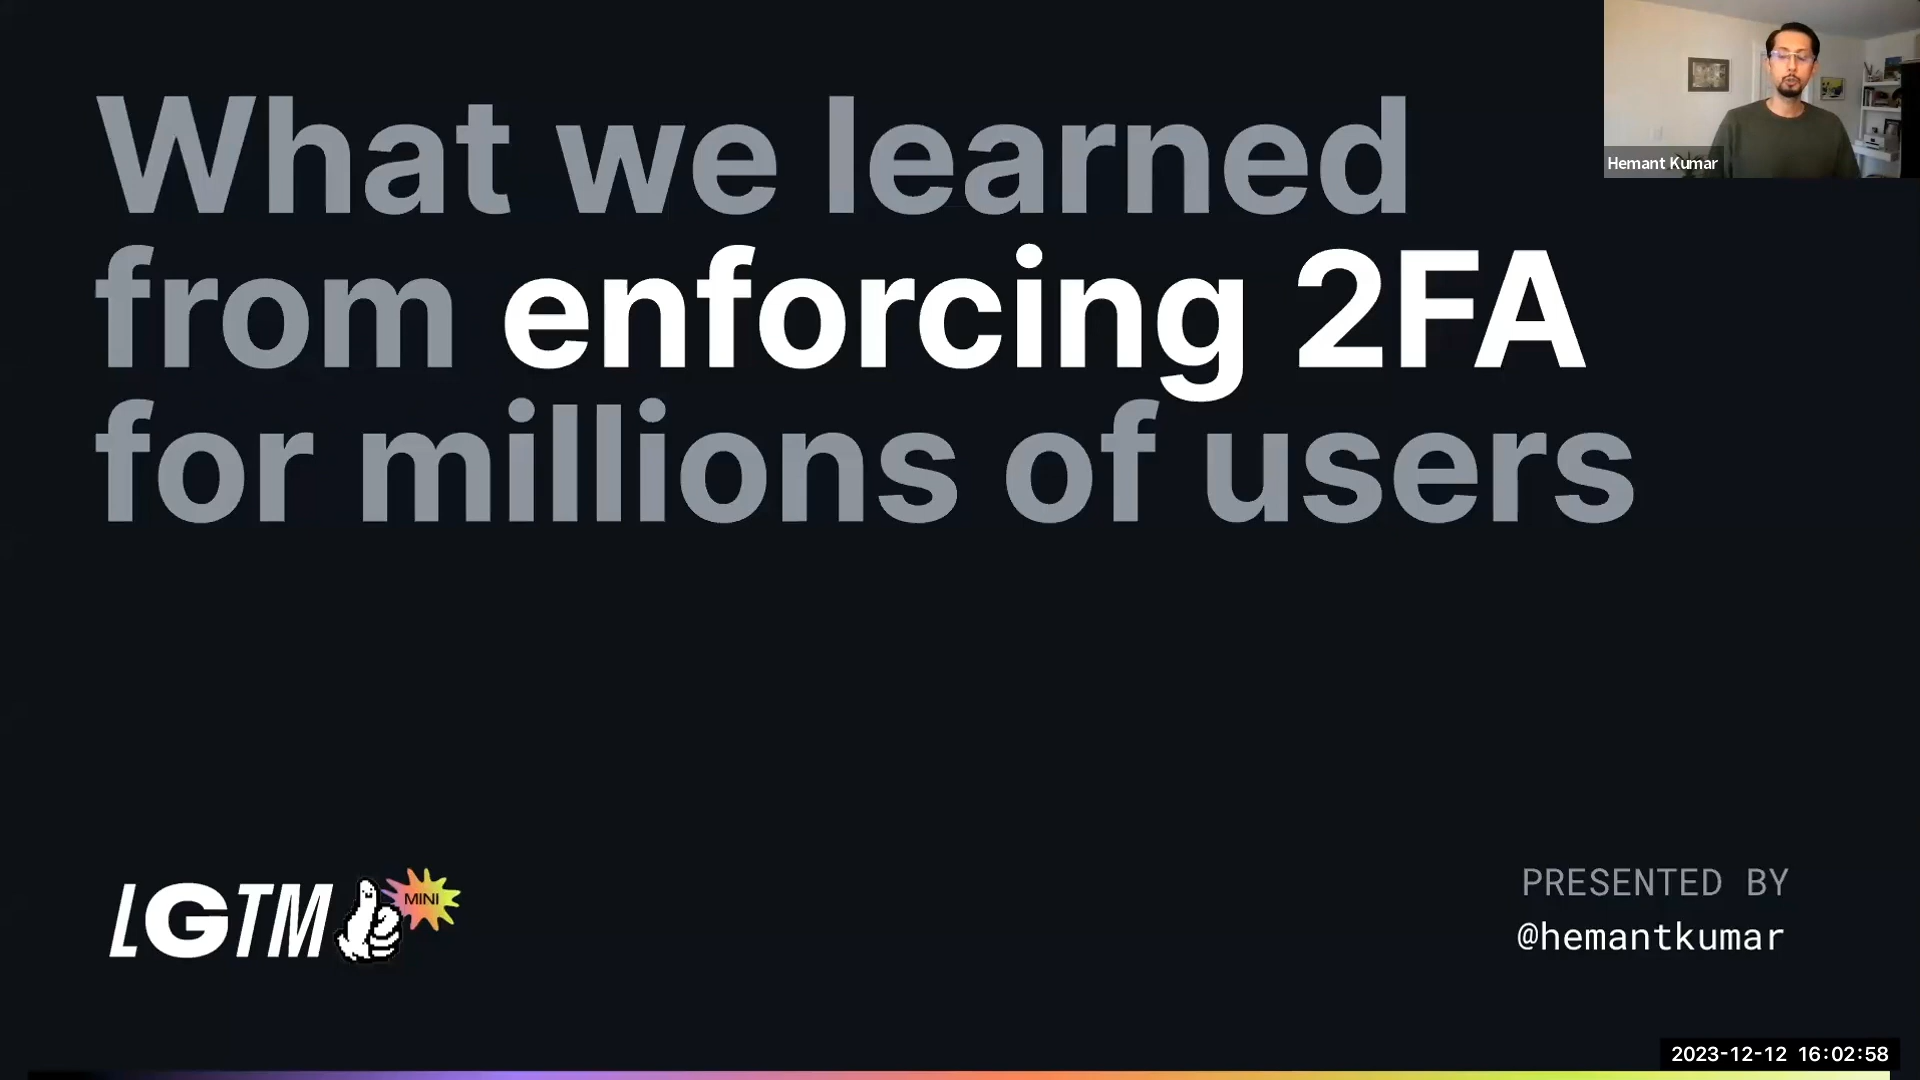 What we learned
from enforcing 2FA
for millions of users
Hemant Kumar
LGTM
MINI
PRESENTED BY
@hemantkumar
2023-12-12 16:02:58